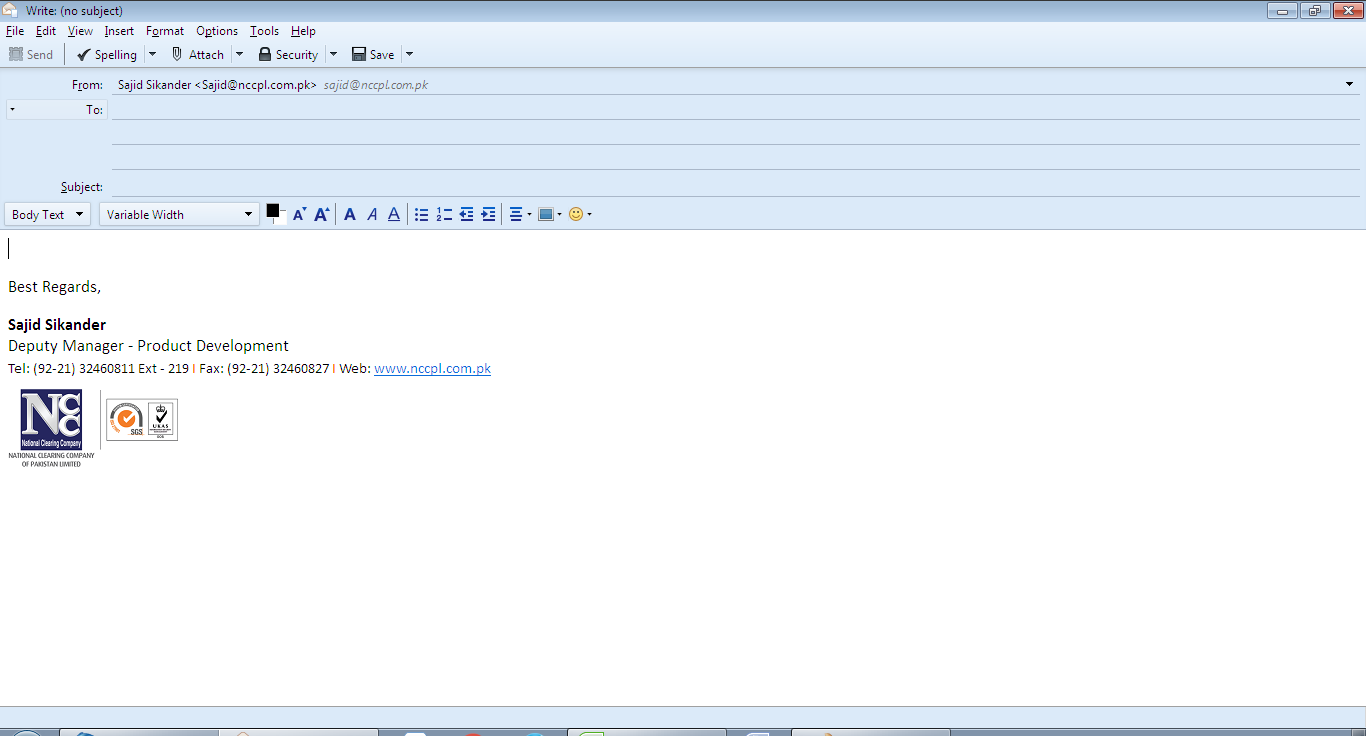 Write: (no subject)
File Edit View Insert Format Options Tools Help
Send Spelling Attach Security Save
From: Sajid Sikander <Sajid@nccpl.com.pk> sajid@nccpl.com.pk
To:
Subject:
Body Text Variable Width
Best Regards,
Sajid Sikander
Deputy Manager - Product Development
Tel: (92-21) 32460811 Ext - 219 I Fax: (92-21) 32460827 I Web: www.nccpl.com.pk
NCC
National Clearing Company
NATIONAL CLEARING COMPANY
OF PAKISTAN LIMITED
SGS
UKAS